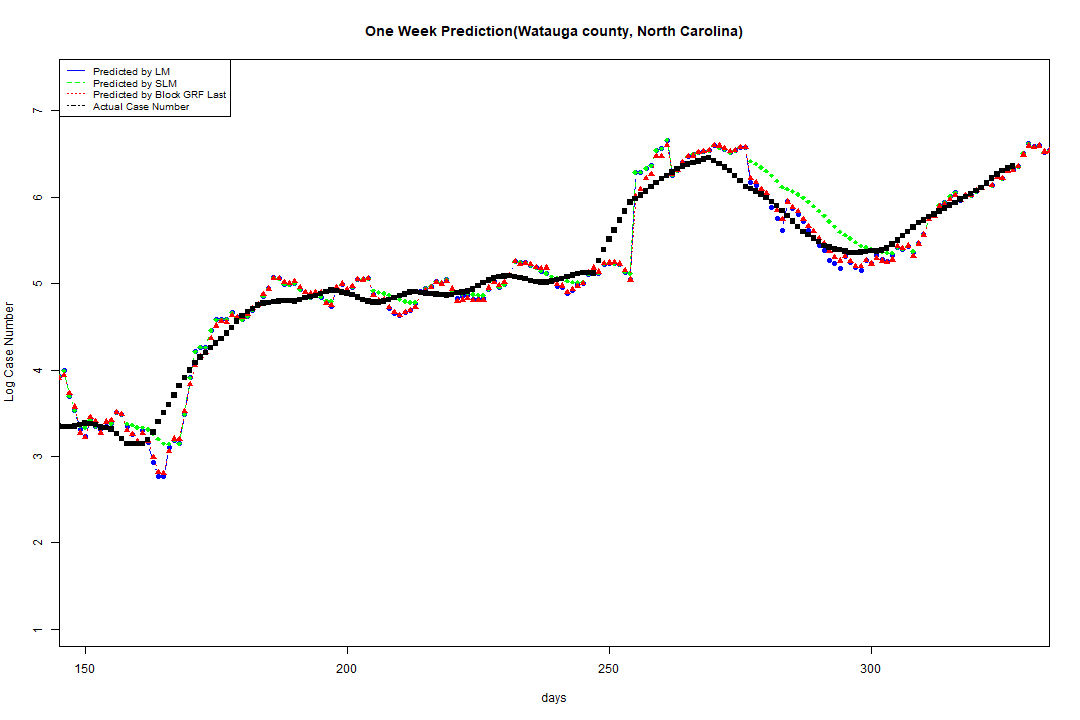 One Week Prediction(Watauga county, North Carolina)
Predicted by LM
Predicted by SLM
Predicted by Block GRF Last
Actual Case Number
7
6
5
4
3
2
1
Log Case Number
150 200 250 300
days